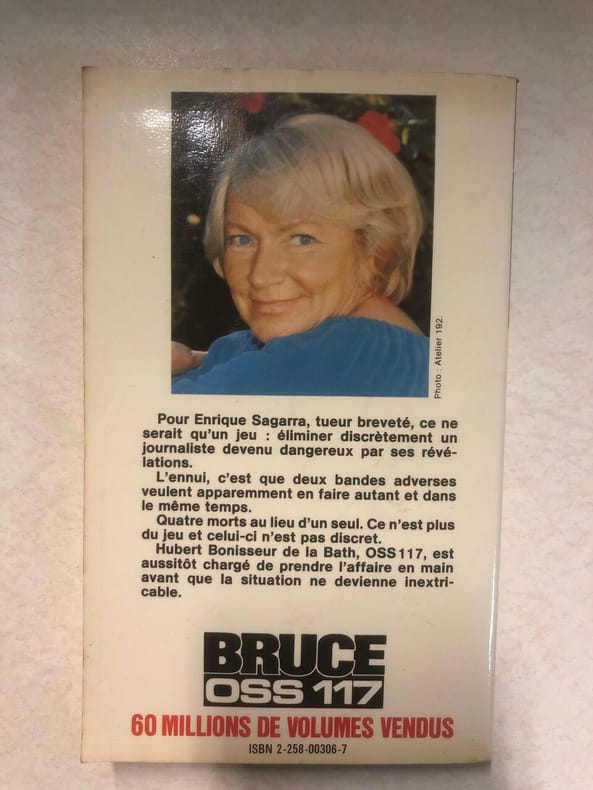 Photo : Atelier 192.
Pour Enrique Sagarra, tueur breveté, ce ne
serait qu'un jeu : éliminer discrètement un
journaliste devenu dangereux par ses révé-
lations.
L'ennui, c'est que deux bandes adverses
veulent apparemment en faire autant et dans
le même temps.
Quatre morts au lieu d'un seul. Ce n'est plus
du jeu et celui-ci n'est pas discret.
Hubert Bonisseur de la Bath, OSS 117, est
aussitôt chargé de prendre l'affaire en main
avant que la situation ne devienne inextri-
cable.
BRUCE
OSS 117
60 MILLIONS DE VOLUMES VENDUS
ISBN 2-258-00306-7